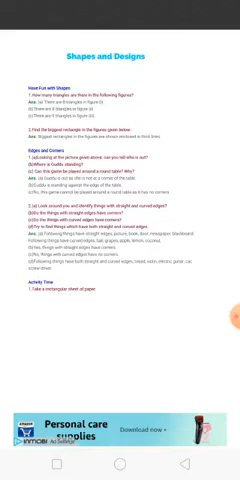 Shapes and Designs
Have Fun with Shapes
1.How many triangles are there in the following figures?
Ans. (a) There are 8 triangles in figure (i)
(b)There are 8 triangles in figure (ii)
(c)There are 8 triangles in figure (iii).
2.Find the biggest rectangle in the figures given below:
Ans. Biggest rectangles in the figures are shown enclosed in thick lines
Edges and Corners
1.(a)Looking at the picture given above, can you tell who is out?
(b)Where is Guddu standing?
(c) Can this game be played around a round table? Why?
Ans. (a) Guddu is out as she is not at a corner of the table.
(b)Guddu is standing against the edge of the table.
(c)No, this game cannot be played around a round table as it has no corners.
2.(a) Look around you and identify things with straight and curved edges?
(b)Do the things with straight edges have corners?
(c)Do the things with curved edges have corners?
(d)Try to find things which have both straight and curved edges.
Ans. (a) Following things have straight edges, picture, book, door, newspaper, blackboard
Following things have curved edges. ball, grapes, apple, lemon, coconut.
(b)Yes, things with straight edges have corners.
(c)No, things with curved edges have no corners.
(d)Following things have both straight and curved edges; bread, violin, electric guitar, car,
screw driver.
Activity Time
1.Take a rectangular sheet of paper
amazon
INMOBI
Personal care
supplies
Download now